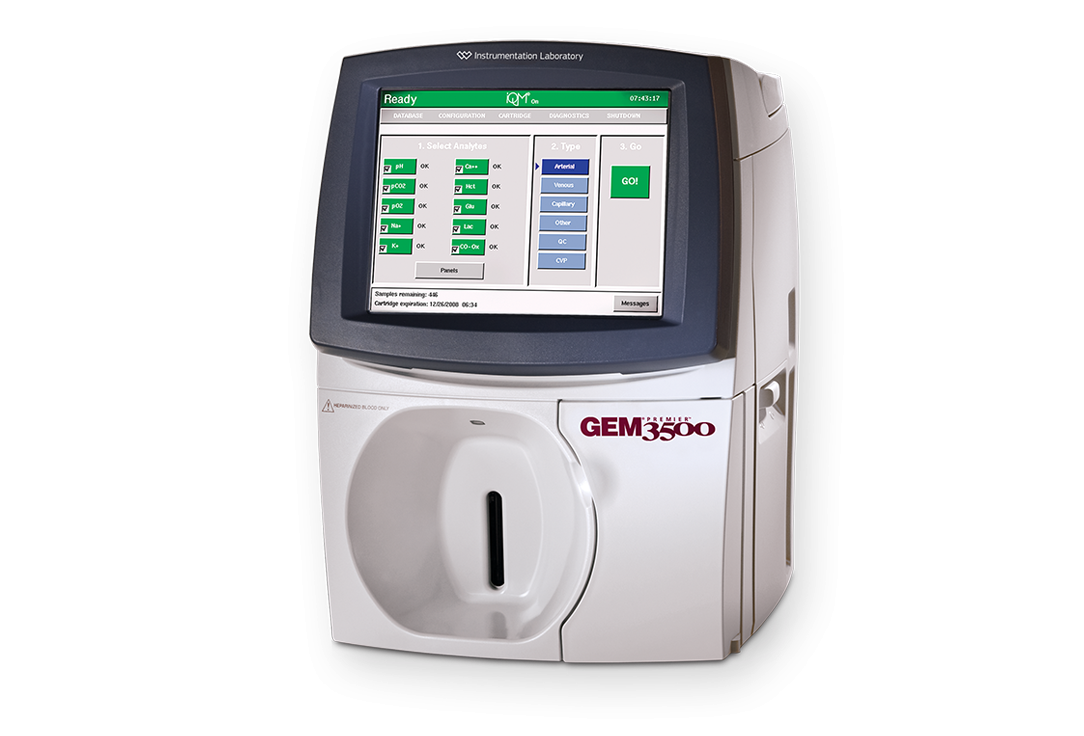 Instrumentation Laboratory
Ready iQM® On 07:43:17
DATABASE CONFIGURATION CARTRIDGE DIAGNOSTICS SHUTDOWN
1. Select Analytes
pH OK Ca++ OK
pCO2 OK Hct OK
pO2 OK Glu OK
Na+ OK Lac OK
K+ OK CO-Ox OK
Panels
2. Type
Arterial
Venous
Capillary
Other
QC
CVP
3. Go
GO!
Samples remaining: 446
Cartridge expiration: 12/26/2008 06:34
Messages
HEPARINIZED BLOOD ONLY
GEM PREMIER 3500